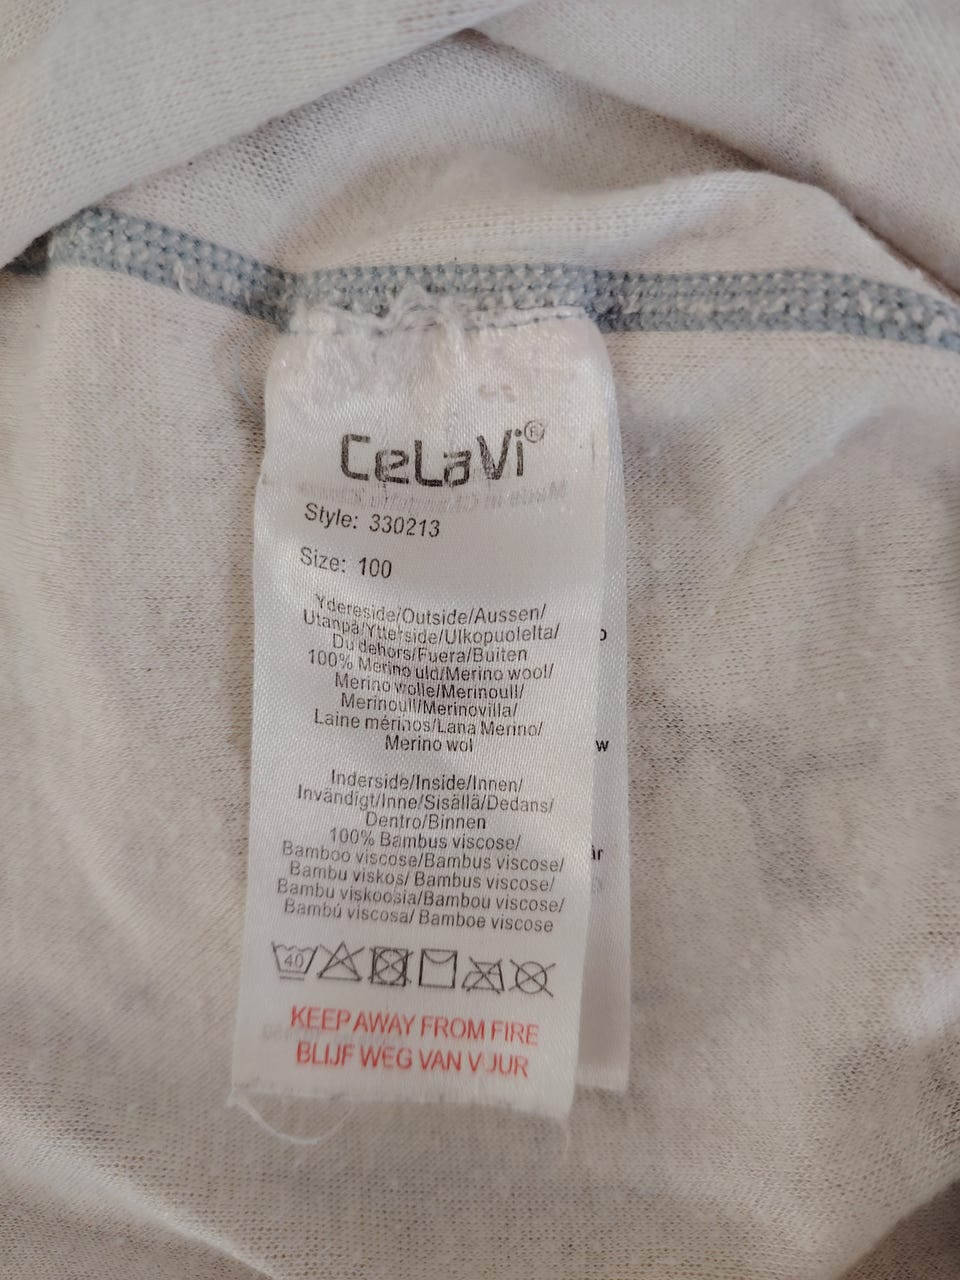 CeLaVi®
Style: 330213
Size: 100
Ydereside/Outside/Aussen/
Utanpå/Ytterside/Ulkopuolelta/
Du dehors/Fuera/Buiten
100% Merino uld/Merino wool/
Merino wolle/Merinoull/
Merinoull/Merinovilla/
Laine mérinos/Lana Merino/
Merino wol
Inderside/Inside/Innen/
Invändigt/Inne/Sisällä/Dedans/
Dentro/Binnen
100% Bambus viscose/
Bamboo viscose/Bambus viscose/
Bambu viskos/ Bambus viscose/
Bambu viskoosia/Bambou viscose/
Bambú viscosa/ Bamboe viscose
40
KEEP AWAY FROM FIRE
BLIJF WEG VAN VUUR